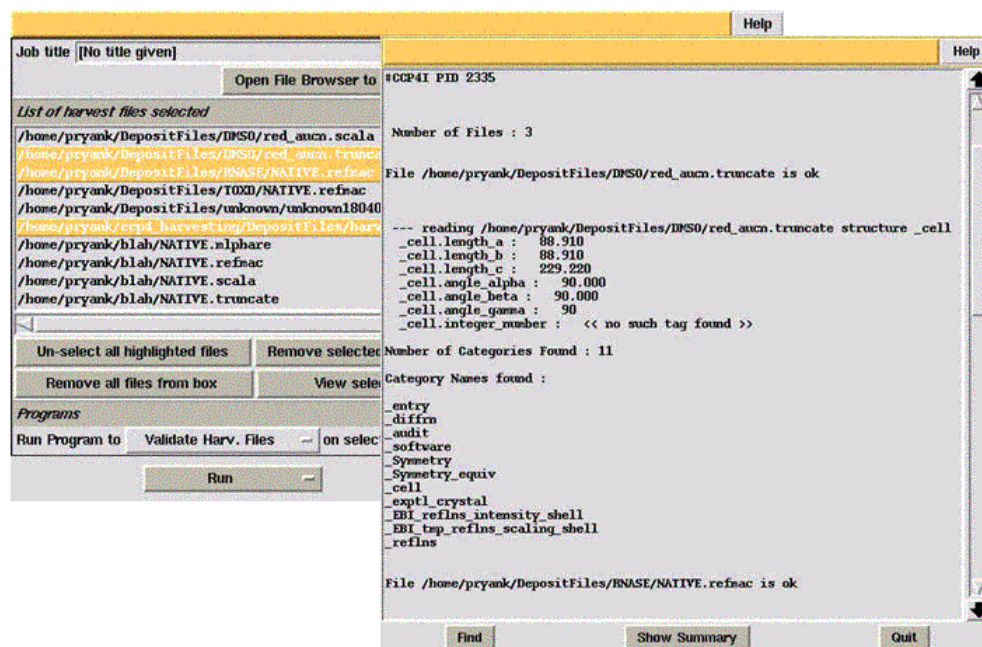 Help
Job title [No title given]
Open File Browser to
List of harvest files selected
/home/pryank/DepositFiles/DMSO/red_aucn.scala
/home/pryank/DepositFiles/DMSO/red_aucn.trunca
/home/pryank/DepositFiles/RNASE/NATIVE.refmac
/home/pryank/DepositFiles/TOXD/NATIVE.refmac
/home/pryank/DepositFiles/unknown/unknown18040
/home/pryank/ccp4_harvesting/DepositFiles/harv
/home/pryank/blah/NATIVE.mlphare
/home/pryank/blah/NATIVE.refmac
/home/pryank/blah/NATIVE.scala
/home/pryank/blah/NATIVE.truncate
Un-select all highlighted files Remove selected
Remove all files from box View sele
Programs
Run Program to Validate Harv. Files on selec
Run
Help
#CCP4I PID 2335
Number of Files : 3
File /home/pryank/DepositFiles/DMSO/red_aucn.truncate is ok
--- reading /home/pryank/DepositFiles/DMSO/red_aucn.truncate structure _cell
_cell.length_a : 88.910
_cell.length_b : 88.910
_cell.length_c : 229.220
_cell.angle_alpha : 90.000
_cell.angle_beta : 90.000
_cell.angle_gamma : 90
_cell.integer_number : << no such tag found >>
Number of Categories Found : 11
Category Names found :
_entry
_diffrn
_audit
_software
_Symmetry
_Symmetry_equiv
_cell
_exptl_crystal
_EBI_reflns_intensity_shell
_EBI_tmp_reflns_scaling_shell
_reflns
File /home/pryank/DepositFiles/RNASE/NATIVE.refmac is ok
Find Show Summary Quit